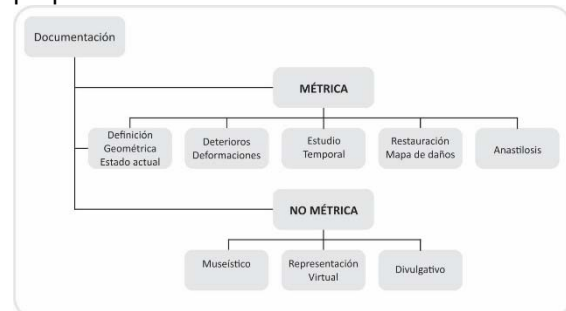 Documentación
MÉTRICA
Definición
Geométrica
Estado actual
Deterioros
Deformaciones
Estudio
Temporal
Restauración
Mapa de daños
Anastilosis
NO MÉTRICA
Museístico
Representación
Virtual
Divulgativo